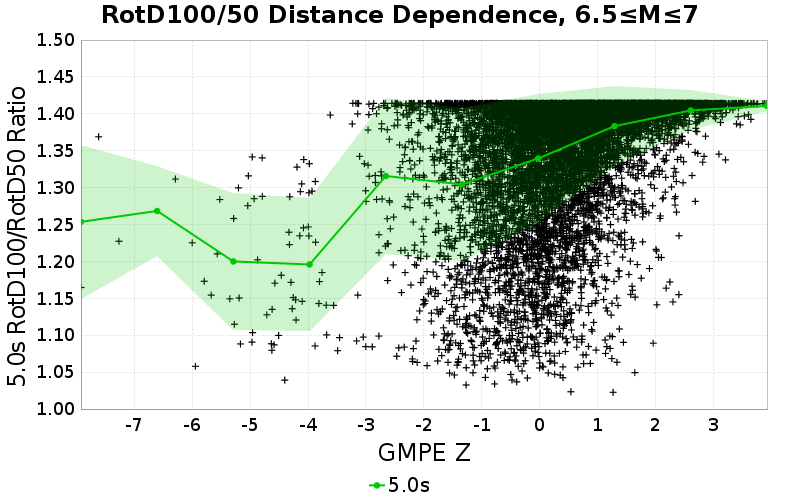 RotD100/50 Distance Dependence, 6.5≤M≤7
5.0s RotD100/RotD50 Ratio
1.50
1.45
1.40
1.35
1.30
1.25
1.20
1.15
1.10
1.05
1.00
-7 -6 -5 -4 -3 -2 -1 0 1 2 3
GMPE Z
5.0s